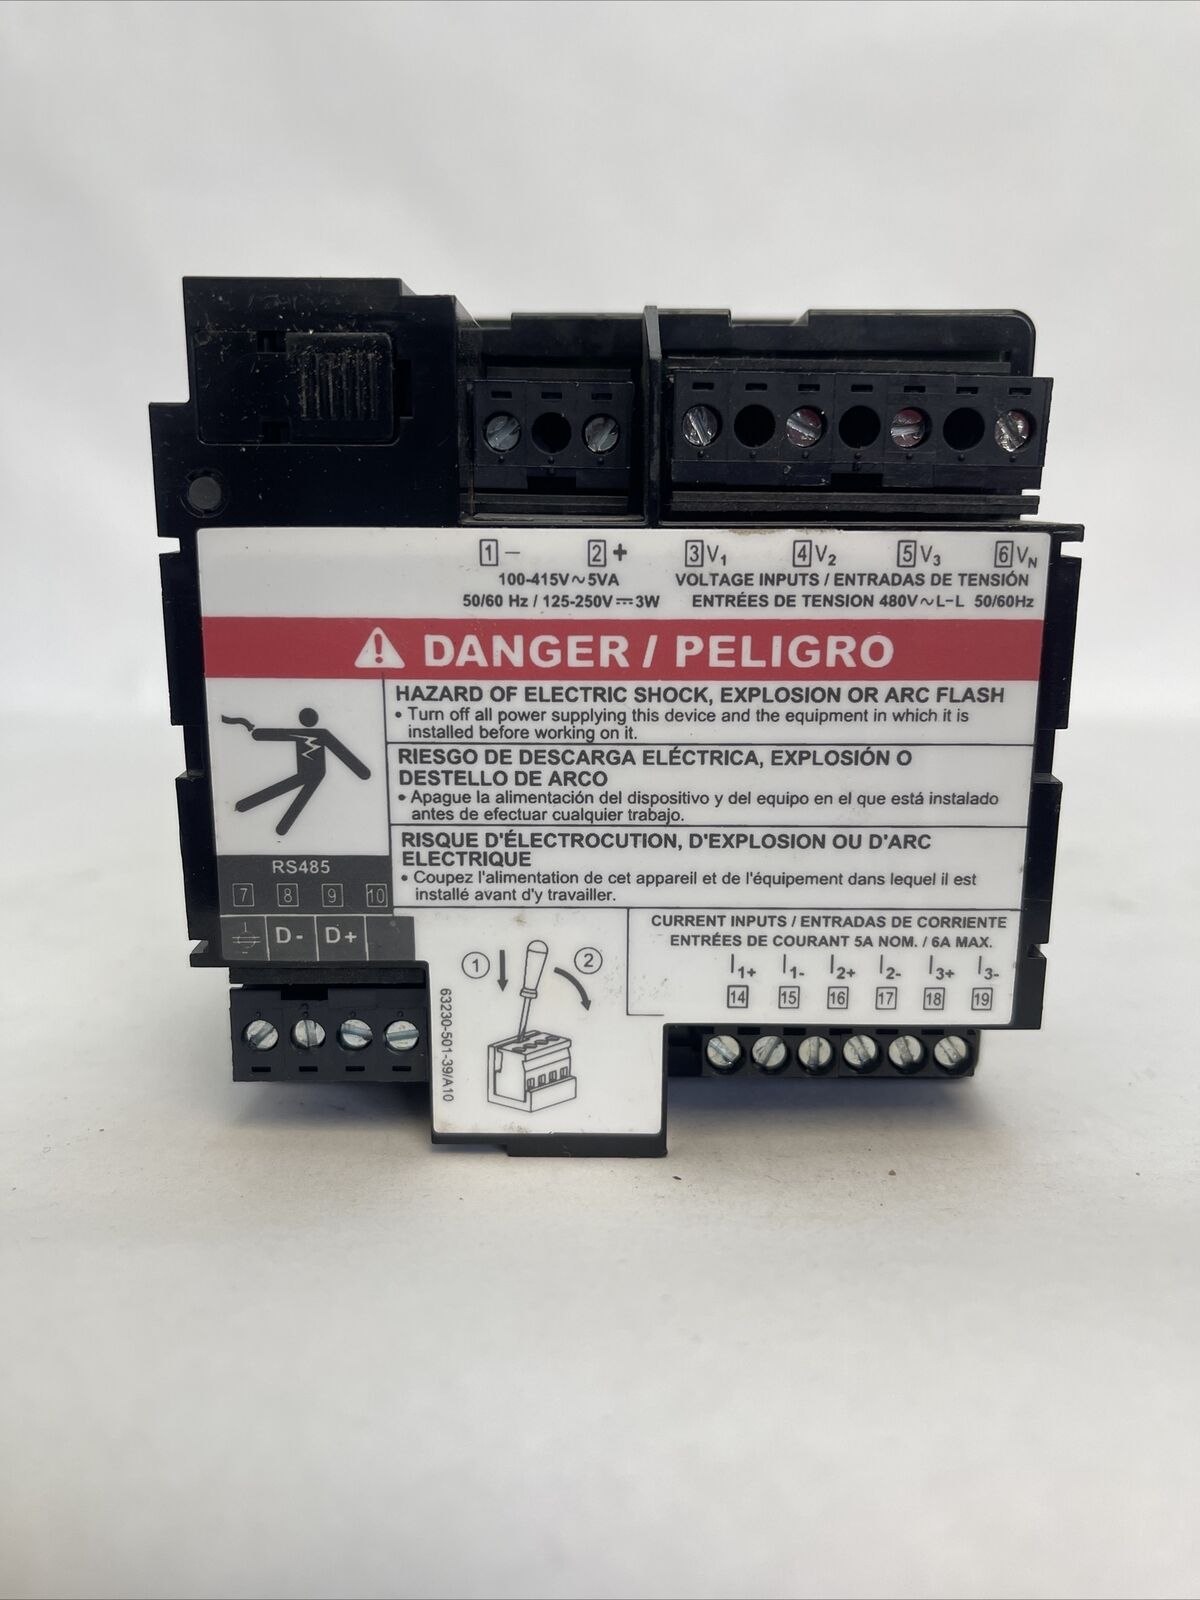 1 − 2 + 3 V1 4 V2 5 V3 6 VN
100-415V~5VA VOLTAGE INPUTS / ENTRADAS DE TENSIÓN
50/60 Hz / 125-250V⎓3W ENTRÉES DE TENSION 480V~L-L 50/60Hz
⚠ DANGER / PELIGRO
HAZARD OF ELECTRIC SHOCK, EXPLOSION OR ARC FLASH
• Turn off all power supplying this device and the equipment in which it is
installed before working on it.
RIESGO DE DESCARGA ELÉCTRICA, EXPLOSIÓN O
DESTELLO DE ARCO
• Apague la alimentación del dispositivo y del equipo en el que está instalado
antes de efectuar cualquier trabajo.
RISQUE D'ÉLECTROCUTION, D'EXPLOSION OU D'ARC
ELECTRIQUE
• Coupez l'alimentation de cet appareil et de l'équipement dans lequel il est
installé avant d'y travailler.
RS485
7 8 9 10
D- D+
CURRENT INPUTS / ENTRADAS DE CORRIENTE
ENTRÉES DE COURANT 5A NOM. / 6A MAX.
I1+ I1- I2+ I2- I3+ I3-
14 15 16 17 18 19
1 2
63230-501-39/A10